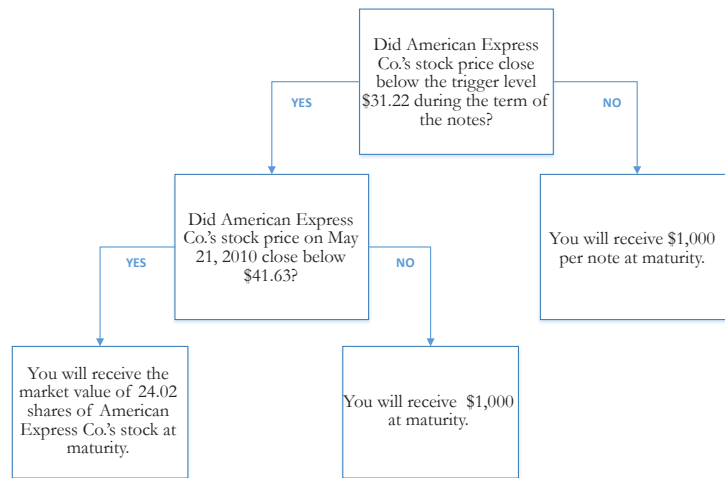 Did American Express
Co.'s stock price close
below the trigger level
$31.22 during the term of
the notes?
YES
NO
Did American Express
Co.'s stock price on May
21, 2010 close below
$41.63?
You will receive $1,000
per note at maturity.
YES
NO
You will receive the
market value of 24.02
shares of American
Express Co.'s stock at
maturity.
You will receive $1,000
at maturity.